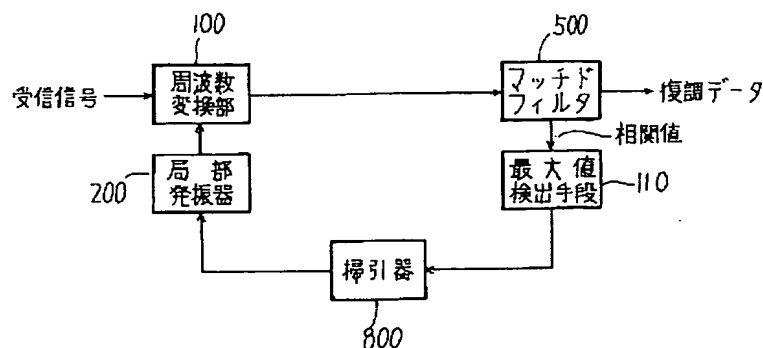 100
500
受信信号
周波数
変換部
マッチド
フィルタ
復調データ
相関値
200
局部
発振器
最大値
検出手段
110
掃引器
800